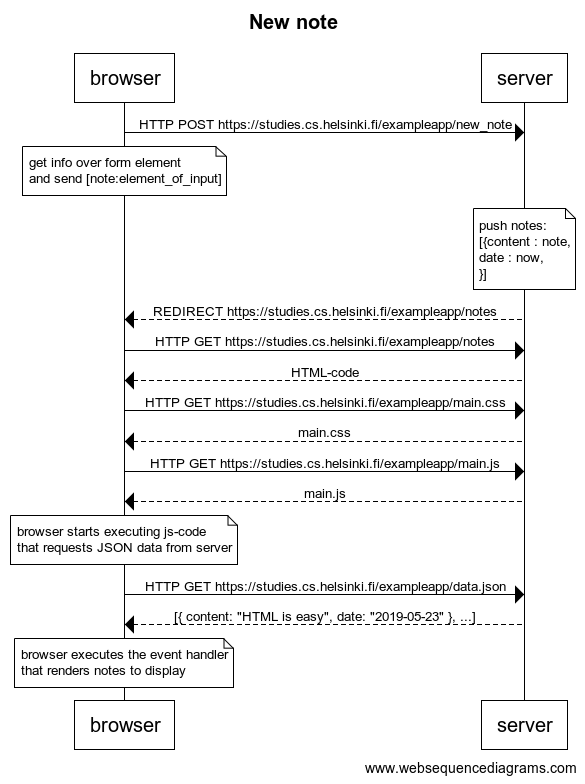 New note
browser
server
HTTP POST https://studies.cs.helsinki.fi/exampleapp/new_note
get info over form element
and send [note:element_of_input]
push notes:
[{content : note,
date : now,
}]
REDIRECT https://studies.cs.helsinki.fi/exampleapp/notes
HTTP GET https://studies.cs.helsinki.fi/exampleapp/notes
HTML-code
HTTP GET https://studies.cs.helsinki.fi/exampleapp/main.css
main.css
HTTP GET https://studies.cs.helsinki.fi/exampleapp/main.js
main.js
browser starts executing js-code
that requests JSON data from server
HTTP GET https://studies.cs.helsinki.fi/exampleapp/data.json
[{ content: "HTML is easy", date: "2019-05-23" }, ...]
browser executes the event handler
that renders notes to display
browser
server
www.websequencediagrams.com